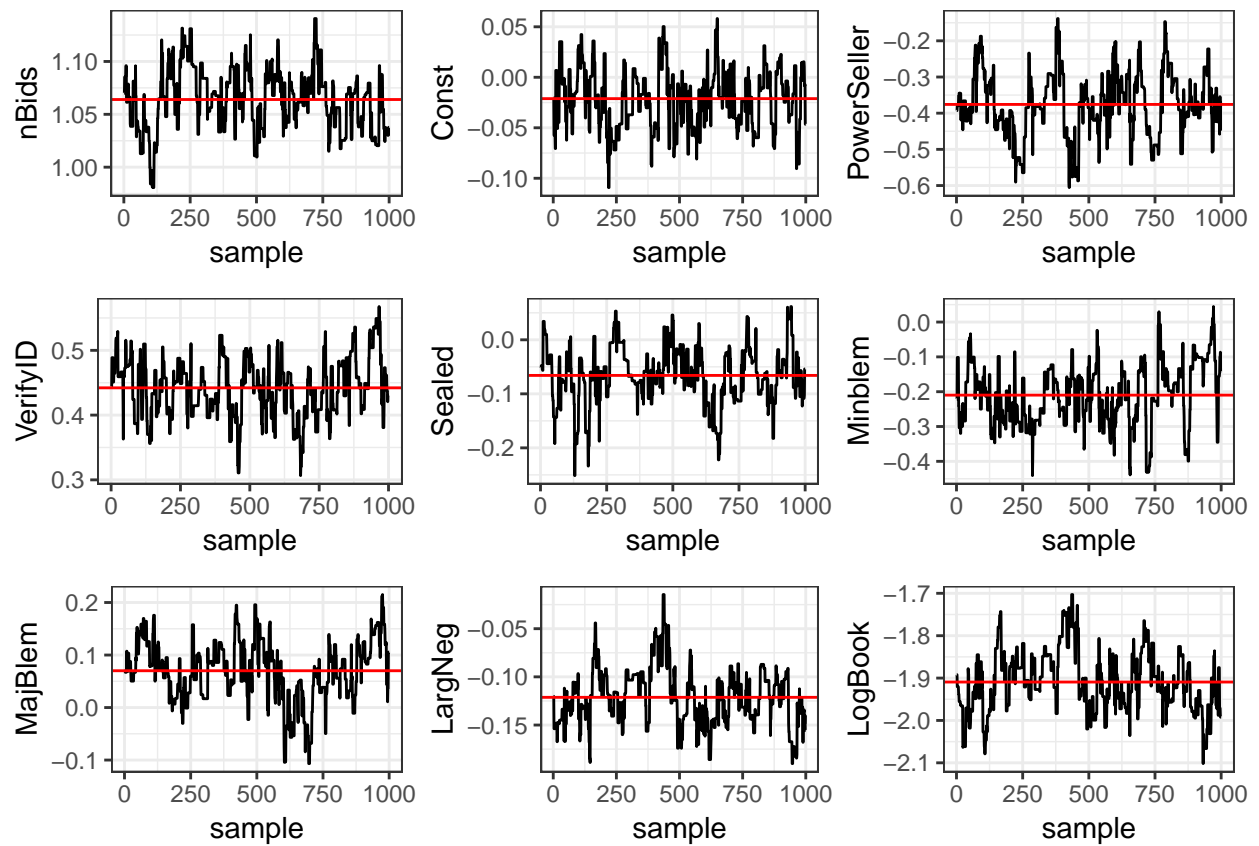 nBids
1.10
1.05
1.00
0 250 500 750 1000
sample
Const
0.05
0.00
−0.05
−0.10
0 250 500 750 1000
sample
PowerSeller
−0.2
−0.3
−0.4
−0.5
−0.6
0 250 500 750 1000
sample
VerifyID
0.5
0.4
0.3
0 250 500 750 1000
sample
Sealed
0.0
−0.1
−0.2
0 250 500 750 1000
sample
Minblem
0.0
−0.1
−0.2
−0.3
−0.4
0 250 500 750 1000
sample
MajBlem
0.2
0.1
0.0
−0.1
0 250 500 750 1000
sample
LargNeg
−0.05
−0.10
−0.15
0 250 500 750 1000
sample
LogBook
−1.7
−1.8
−1.9
−2.0
−2.1
0 250 500 750 1000
sample